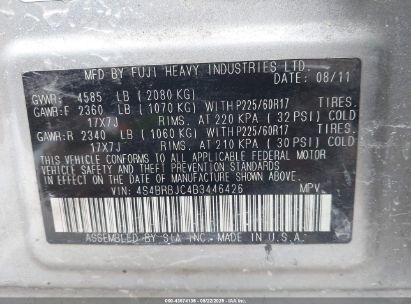 MFD BY FUJI HEAVY INDUSTRIES LTD.
DATE: 08/11
GVWR: 4585 LB (2080 KG)
GAWR:F 2360 LB (1070 KG) WITH P225/60R17 TIRES.
17X7J RIMS. AT 220 KPA (32 PSI) COLD
GAWR:R 2340 LB (1060 KG) WITH P225/60R17 TIRES.
17X7J RIMS. AT 210 KPA (30 PSI) COLD
THIS VEHICLE CONFORMS TO ALL APPLICABLE FEDERAL MOTOR
VEHICLE SAFETY AND THEFT PREVENTION STANDARDS IN EFFECT
ON THE DATE OF MANUFACTURE SHOWN ABOVE.
VIN: 4S4BRBJC4B3446426 MPV
ASSEMBLED BY SIA INC. IN U.S.A.